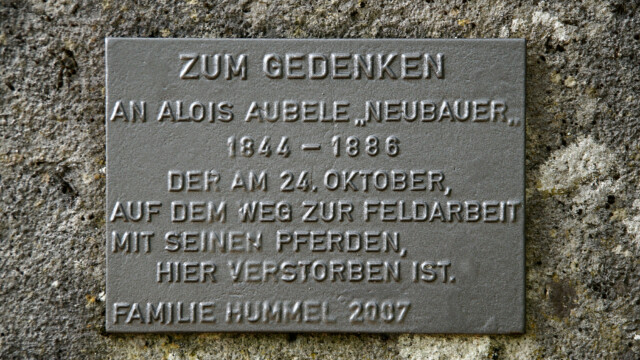 ZUM GEDENKEN
AN ALOIS AUBELE „NEUBAUER„
1844 – 1886
DER AM 24. OKTOBER,
AUF DEM WEG ZUR FELDARBEIT
MIT SEINEN PFERDEN,
HIER VERSTORBEN IST.
FAMILIE HUMMEL 2007